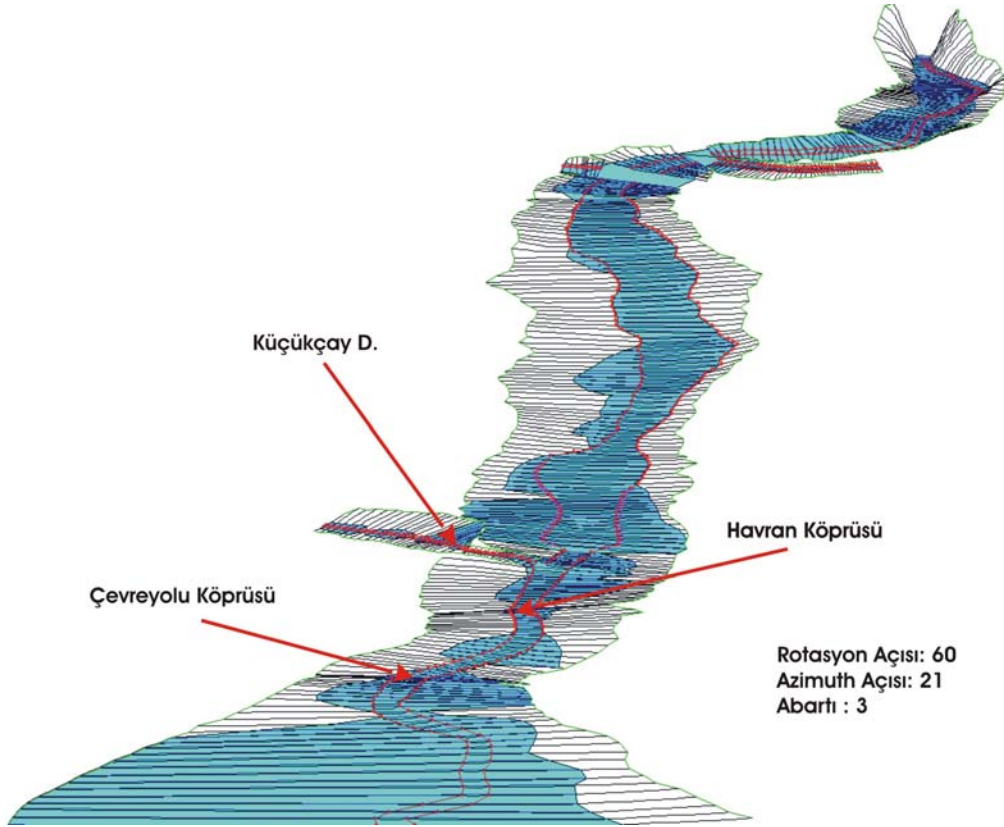 Küçükçay D.
Havran Köprüsü
Çevreyolu Köprüsü
Rotasyon Açısı: 60
Azimuth Açısı: 21
Abartı : 3